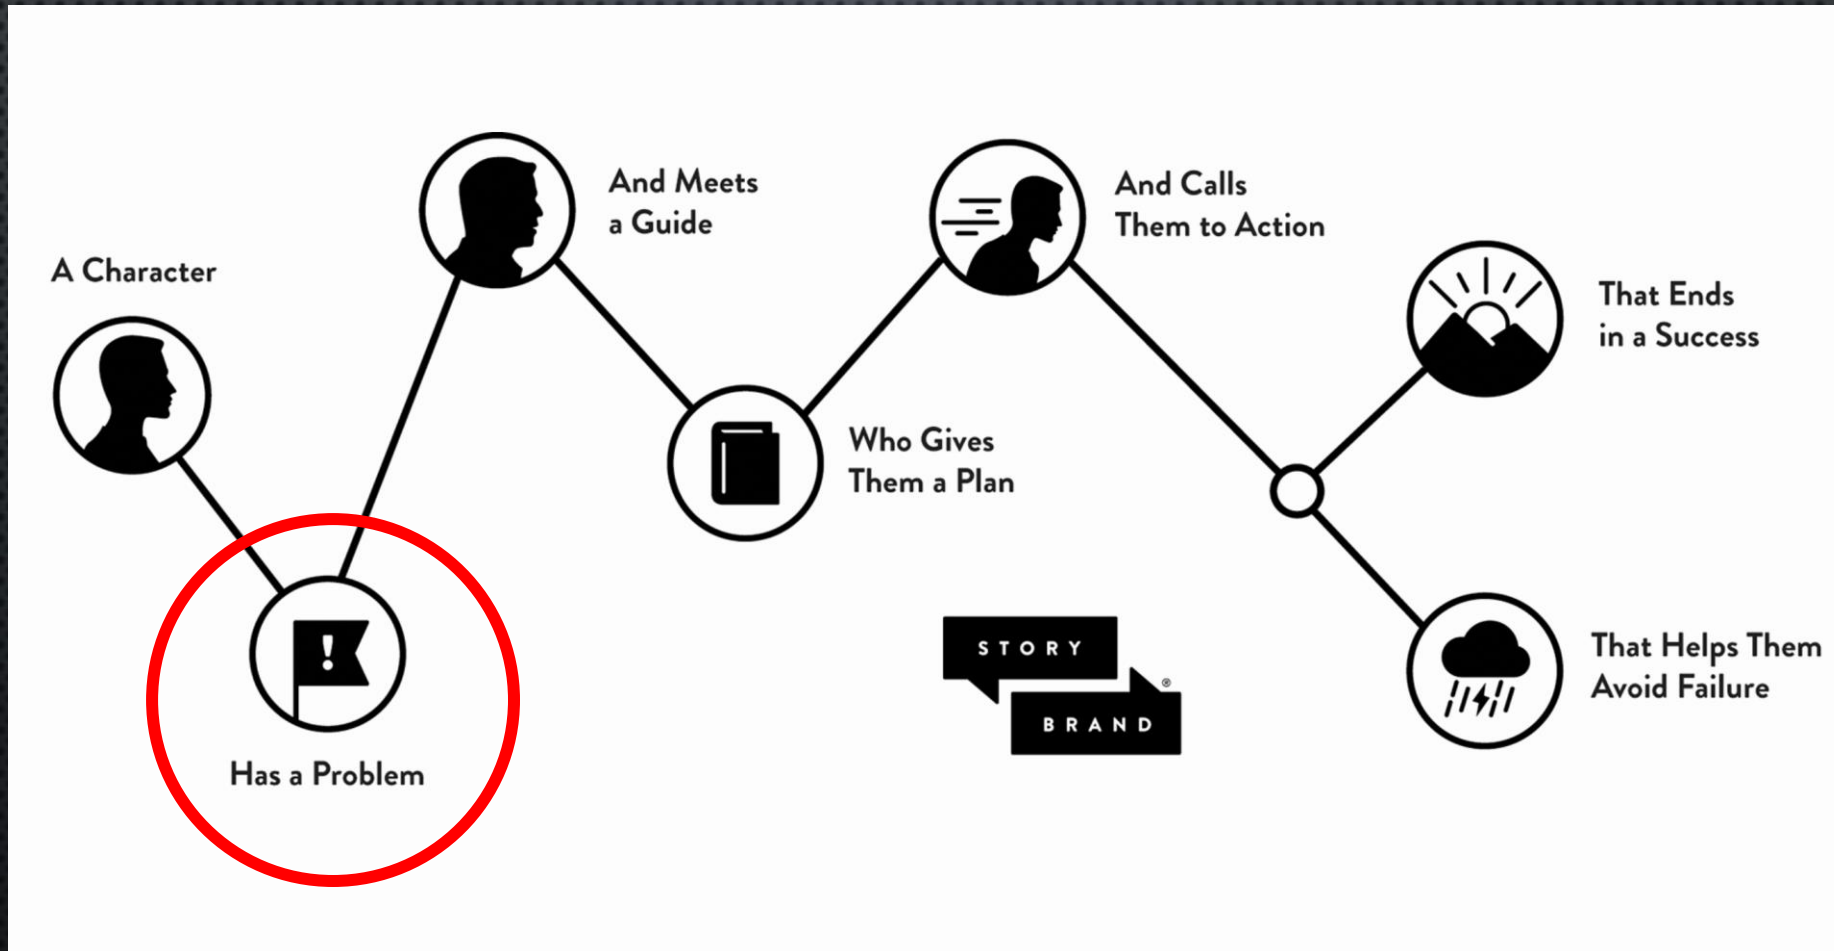 A Character
Has a Problem
And Meets
a Guide
Who Gives
Them a Plan
And Calls
Them to Action
That Ends
in a Success
That Helps Them
Avoid Failure
STORY
®
BRAND
!